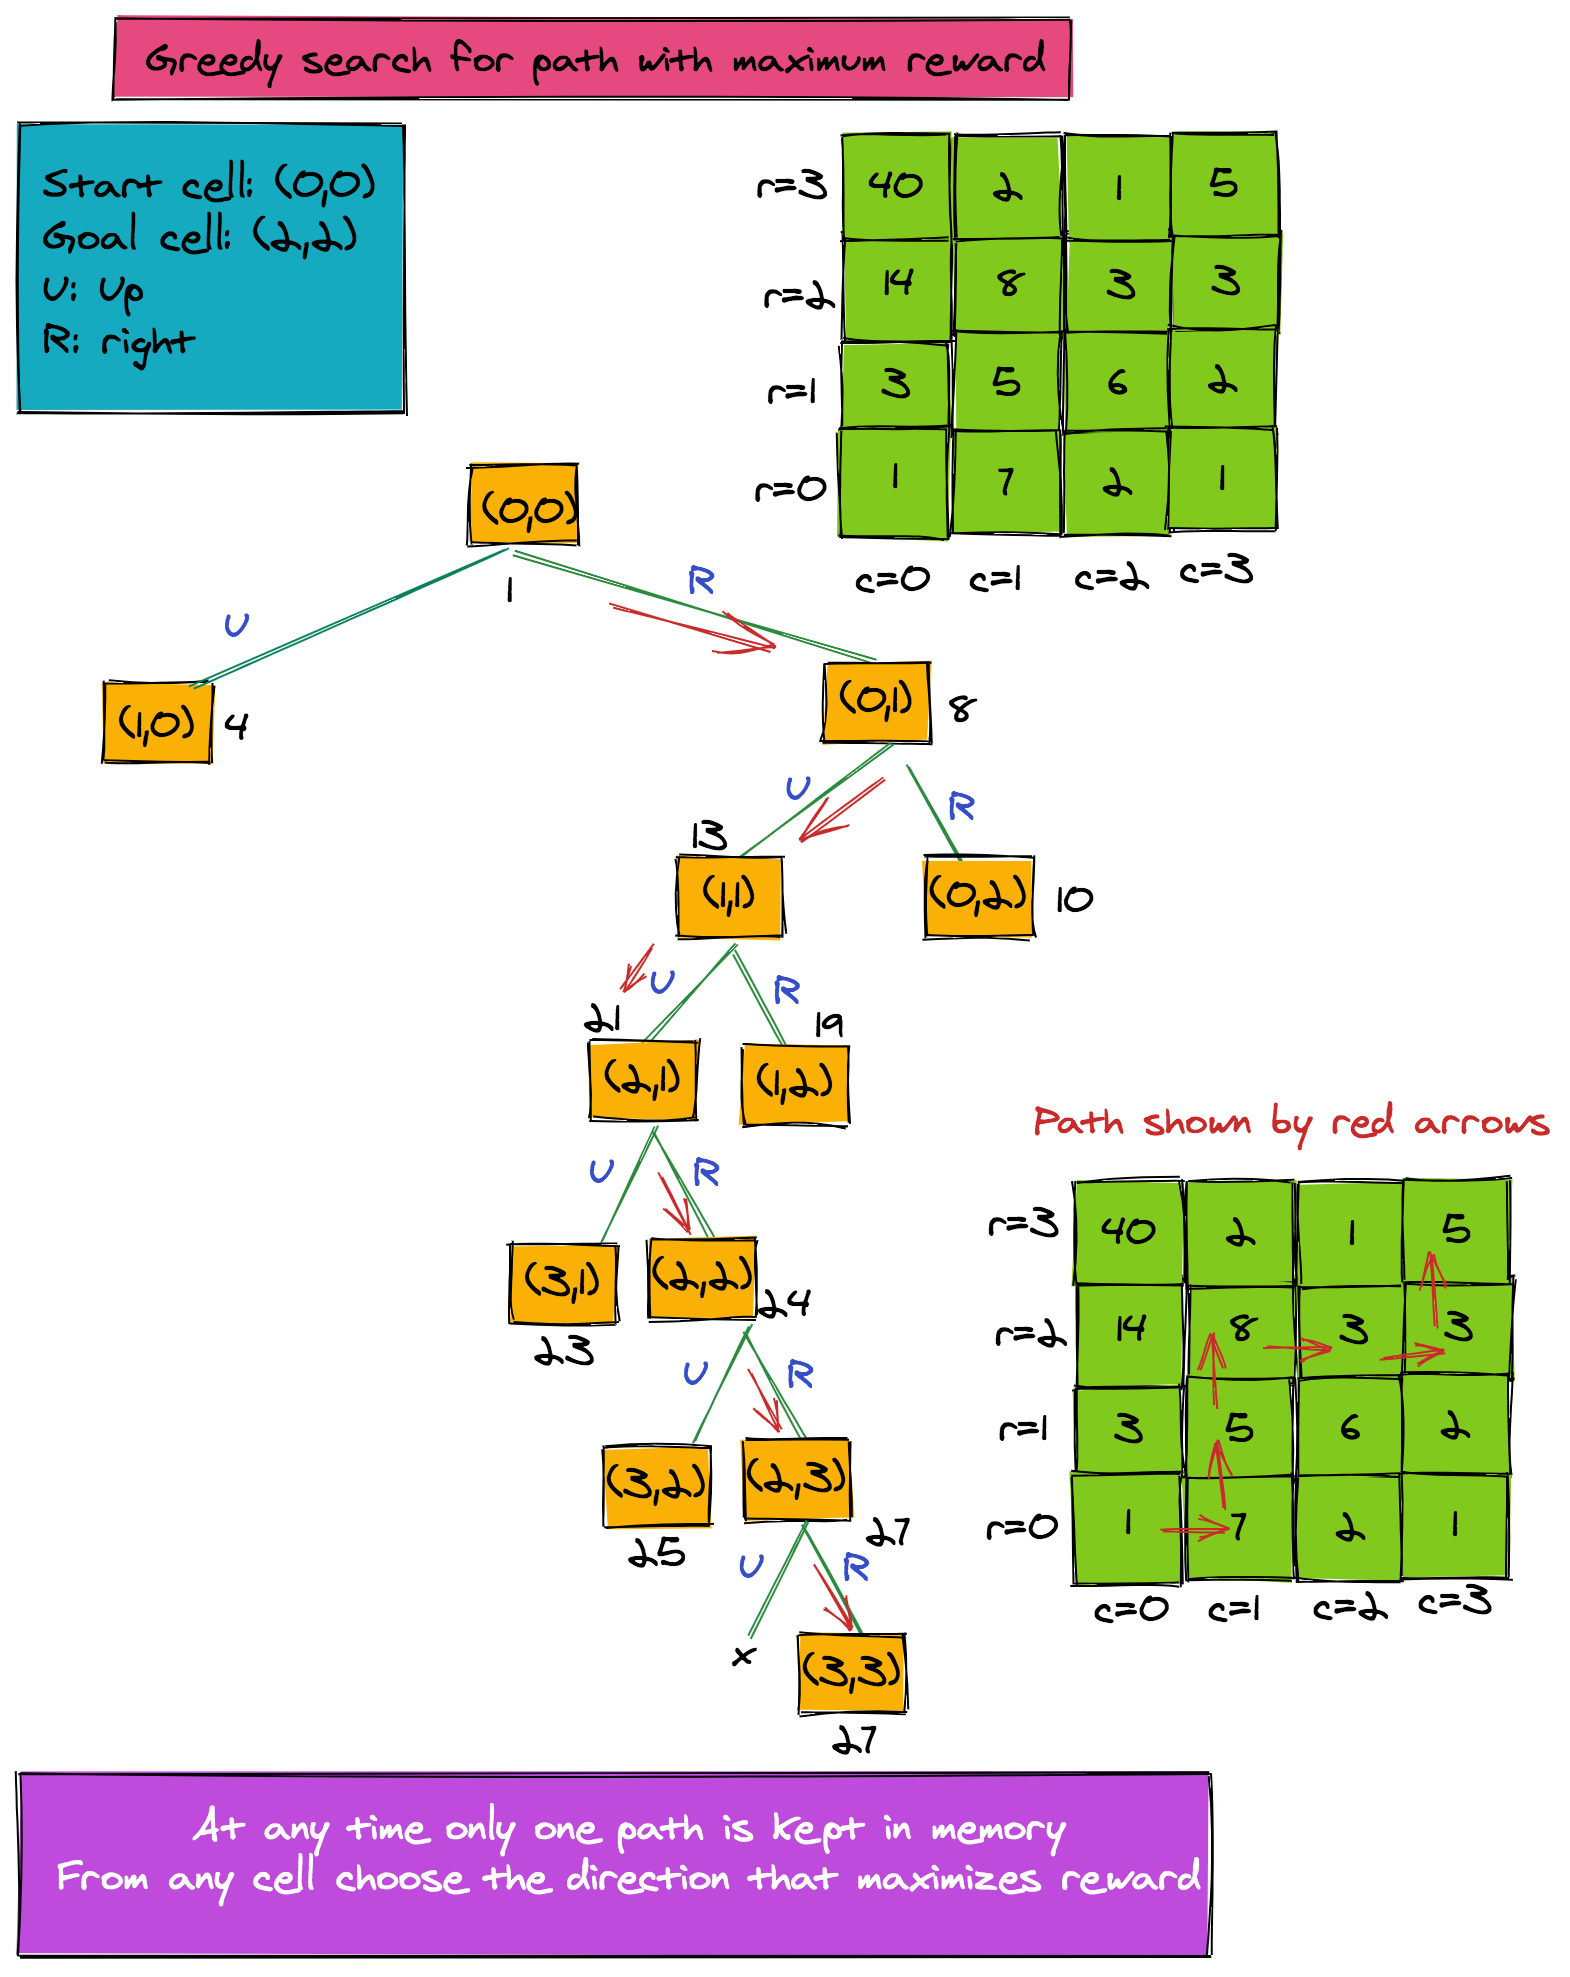 Greedy search for path with maximum reward
Start cell: (0,0)
Goal cell: (2,2)
U: Up
R: right
r=3 40 2 1 5
r=2 14 8 3 3
r=1 3 5 6 2
r=0 1 7 2 1
c=0 c=1 c=2 c=3
(0,0)
1
U
R
(1,0) 4
(0,1) 8
U
R
13
(1,1)
(0,2) 10
U
R
21
19
(2,1)
(1,2)
U
R
(3,1)
23
(2,2)
24
U
R
(3,2)
25
(2,3)
27
U
R
x
(3,3)
27
Path shown by red arrows
r=3 40 2 1 5
r=2 14 8 3 3
r=1 3 5 6 2
r=0 1 7 2 1
c=0 c=1 c=2 c=3
At any time only one path is kept in memory
From any cell choose the direction that maximizes reward